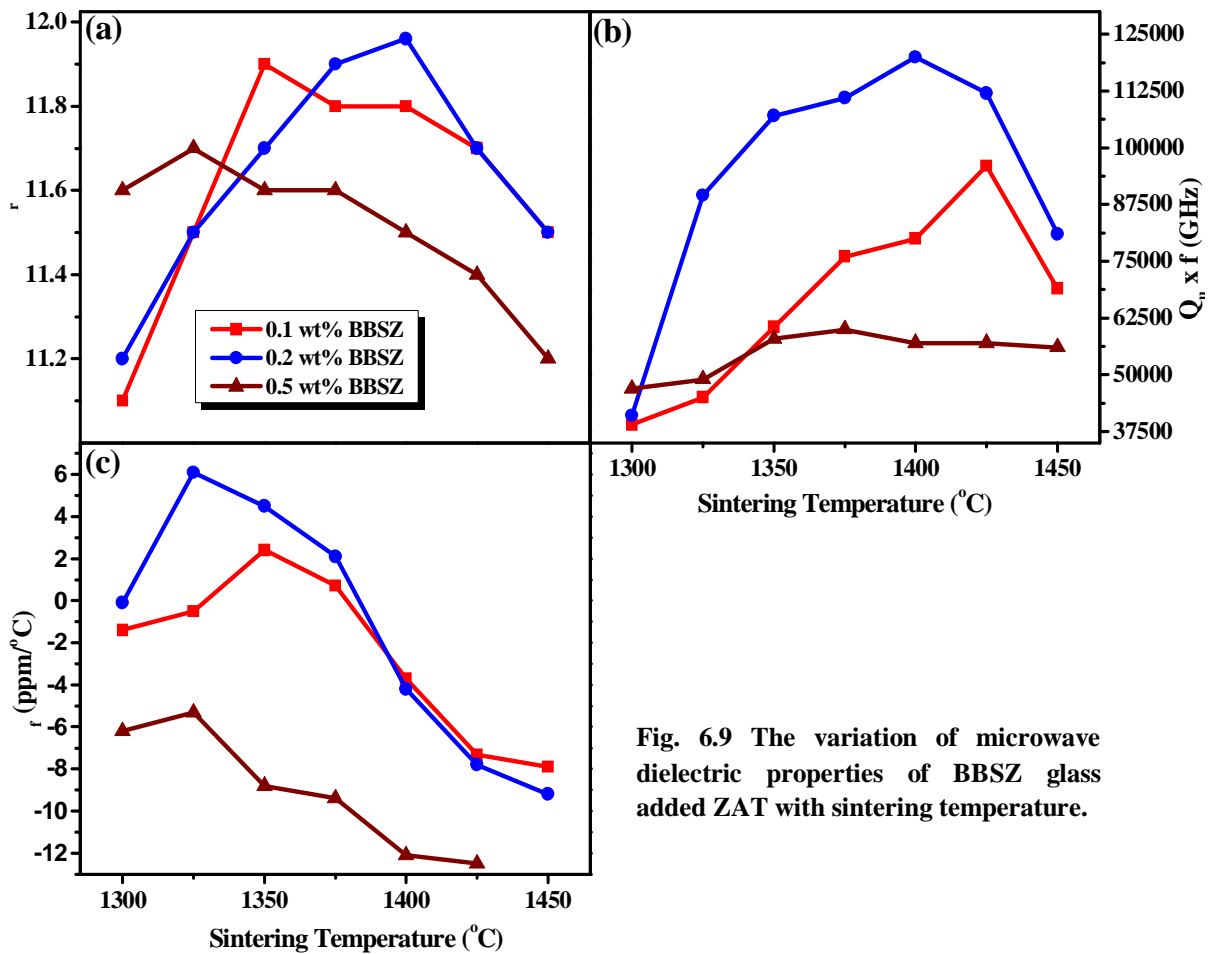 (a)
12.0
11.8
11.6
11.4
11.2
r
0.1 wt% BBSZ
0.2 wt% BBSZ
0.5 wt% BBSZ
(b)
125000
112500
100000
87500
75000
62500
50000
37500
Qu x f (GHz)
1300 1350 1400 1450
Sintering Temperature (°C)
(c)
6
4
2
0
-2
-4
-6
-8
-10
-12
f (ppm/°C)
1300 1350 1400 1450
Sintering Temperature (°C)
Fig. 6.9 The variation of microwave
dielectric properties of BBSZ glass
added ZAT with sintering temperature.